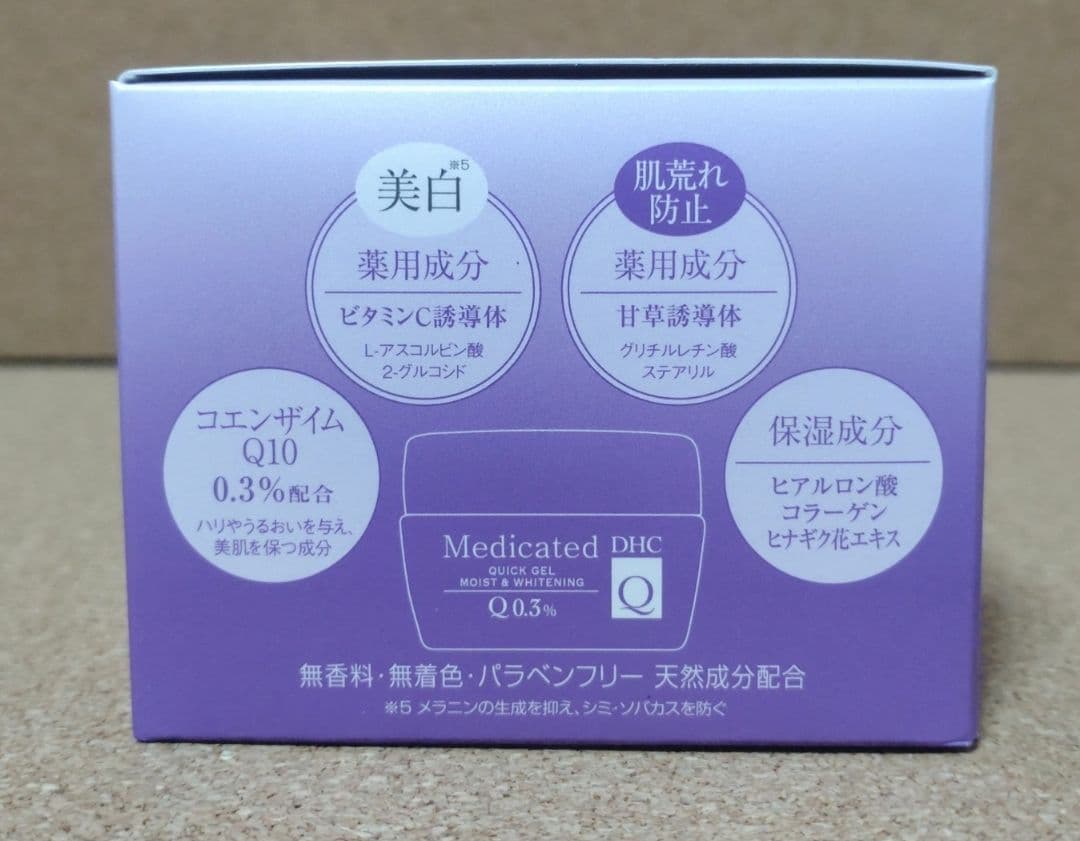 美白※5
薬用成分
ビタミンC誘導体
L-アスコルビン酸
2-グルコシド
肌荒れ
防止
薬用成分
甘草誘導体
グリチルレチン酸
ステアリル
コエンザイム
Q10
0.3%配合
ハリやうるおいを与え、
美肌を保つ成分
保湿成分
ヒアルロン酸
コラーゲン
ヒナギク花エキス
Medicated DHC
QUICK GEL
MOIST & WHITENING
Q 0.3%
Q
無香料・無着色・パラベンフリー 天然成分配合
※5 メラニンの生成を抑え、シミ・ソバカスを防ぐ